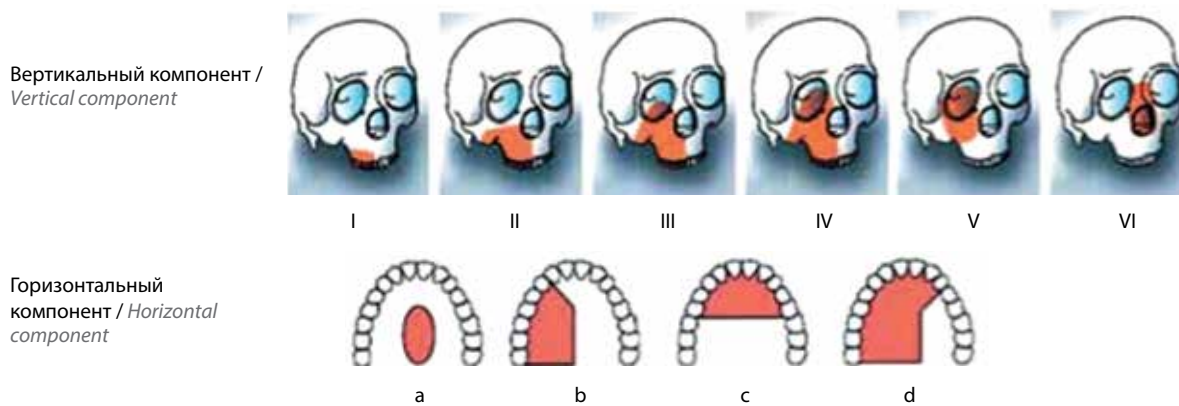 Вертикальный компонент /
Vertical component
I II III IV V VI
Горизонтальный
компонент / Horizontal
component
a b c d